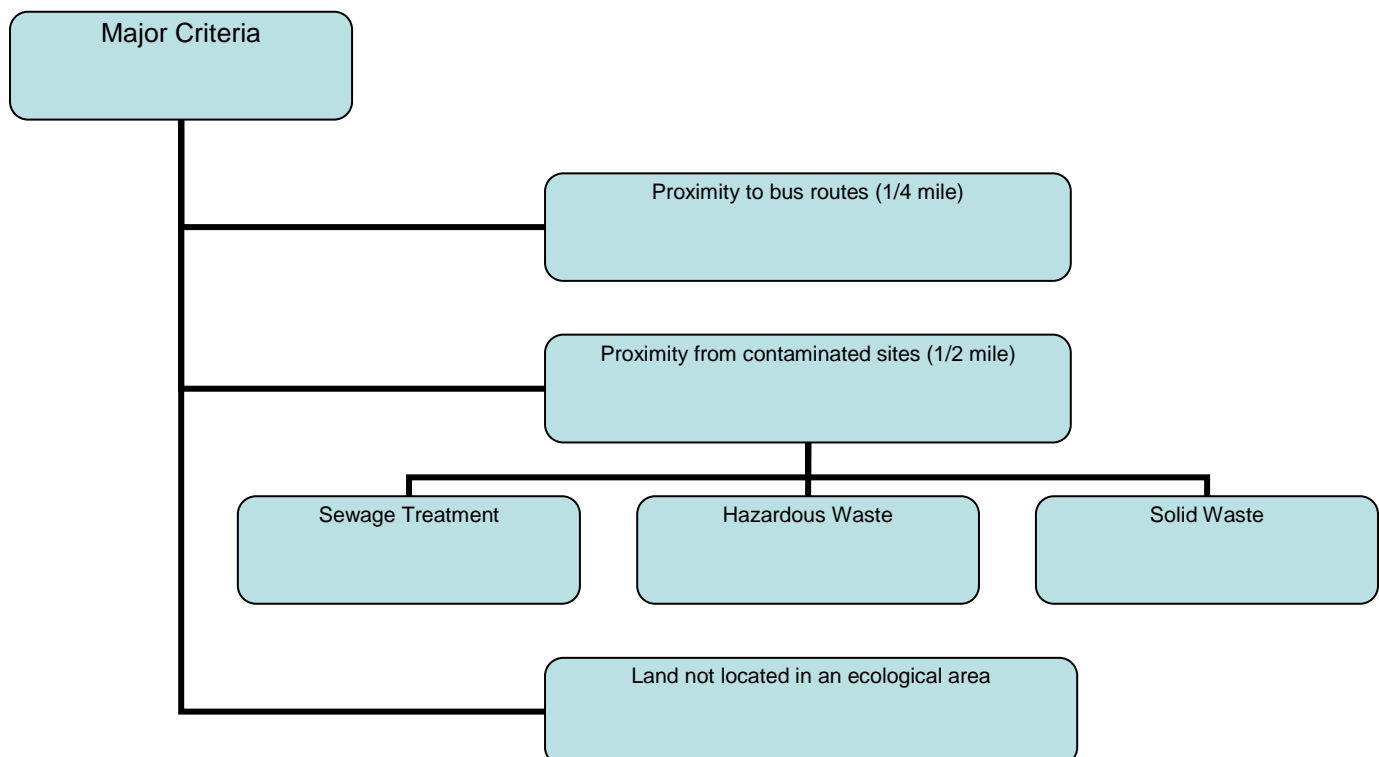 Major Criteria
Proximity to bus routes (1/4 mile)
Proximity from contaminated sites (1/2 mile)
Sewage Treatment
Hazardous Waste
Solid Waste
Land not located in an ecological area